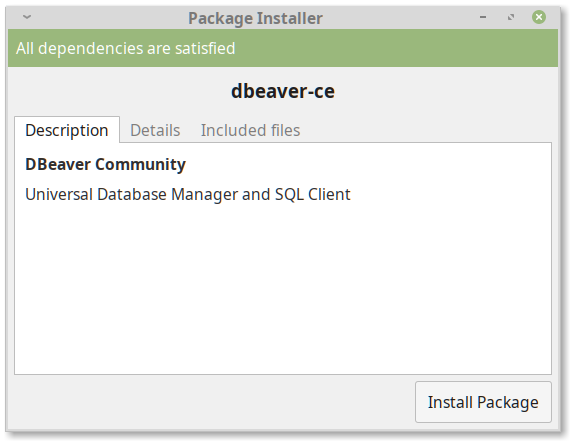 Package Installer
All dependencies are satisfied
dbeaver-ce
Description Details Included files
DBeaver Community
Universal Database Manager and SQL Client
Install Package